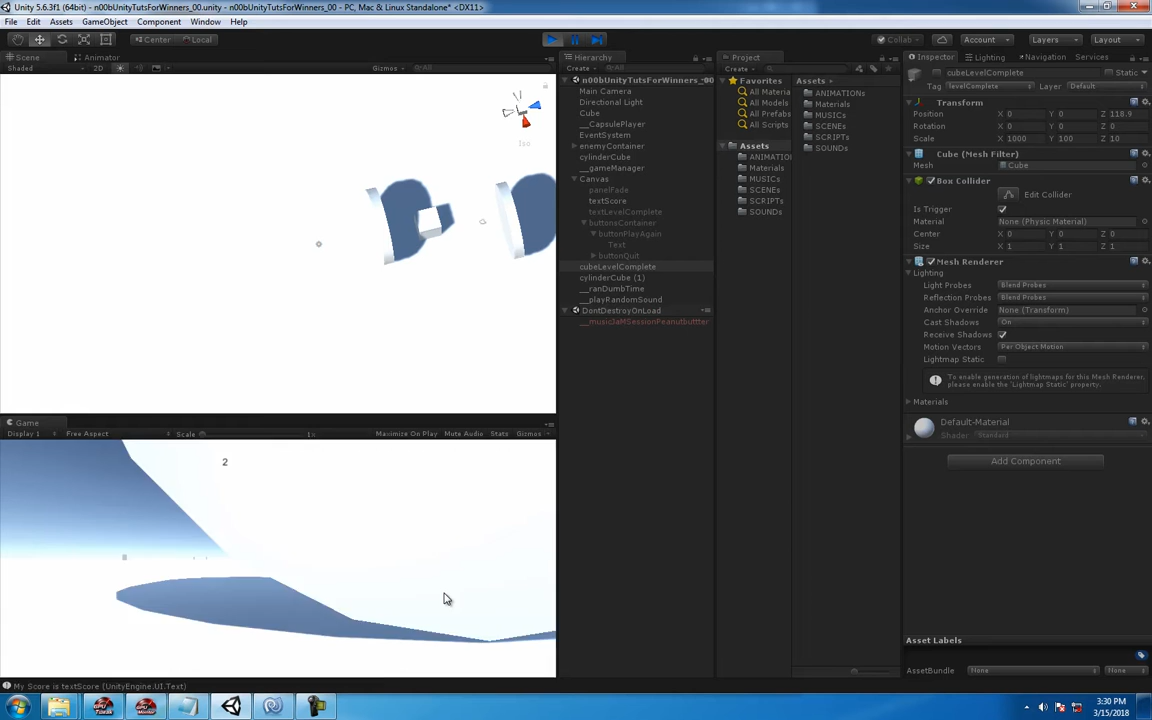 Unity 5.6.3f1 (64bit) - n00bUnityTutsForWinners_00.unity - n00bUnityTutsForWinners_00 - PC, Mac & Linux Standalone* <DX11>
File Edit Assets GameObject Component Window Help
Center Local
Collab Account Layers Layout
Scene Animator
Shaded 2D Gizmos All
Iso
Game
Display 1 Free Aspect Scale 1x Maximize On Play Mute Audio Stats Gizmos
2
My Score is textScore (UnityEngine.UI.Text)
Hierarchy
Create All
n00bUnityTutsForWinners_00
Main Camera
Directional Light
Cube
__CapsulePlayer
EventSystem
enemyContainer
cylinderCube
__gameManager
Canvas
panelFade
textScore
textLevelComplete
buttonsContainer
buttonPlayAgain
Text
buttonQuit
cubeLevelComplete
cylinderCube (1)
__ranDumbTime
__playRandomSound
DontDestroyOnLoad
__musicJaMSessionPeanutbuttter
Project
Create
Favorites
All Materia
All Models
All Prefabs
All Scripts
Assets
ANIMATIO
Materials
MUSICs
SCENEs
SCRIPTs
SOUNDs
Assets
ANIMATIONs
Materials
MUSICs
SCENEs
SCRIPTs
SOUNDs
Inspector Lighting Navigation Services
cubeLevelComplete Static
Tag levelComplete Layer Default
Transform
Position X 0 Y 0 Z 118.9
Rotation X 0 Y 0 Z 0
Scale X 1000 Y 100 Z 10
Cube (Mesh Filter)
Mesh Cube
Box Collider
Edit Collider
Is Trigger
Material None (Physic Material)
Center X 0 Y 0 Z 0
Size X 1 Y 1 Z 1
Mesh Renderer
Lighting
Light Probes Blend Probes
Reflection Probes Blend Probes
Anchor Override None (Transform)
Cast Shadows On
Receive Shadows
Motion Vectors Per Object Motion
Lightmap Static
To enable generation of lightmaps for this Mesh Renderer, please enable the 'Lightmap Static' property.
Materials
Default-Material
Shader Standard
Add Component
Asset Labels
AssetBundle None None
GPU Tweak
GPU Monitor
3:30 PM
3/15/2018